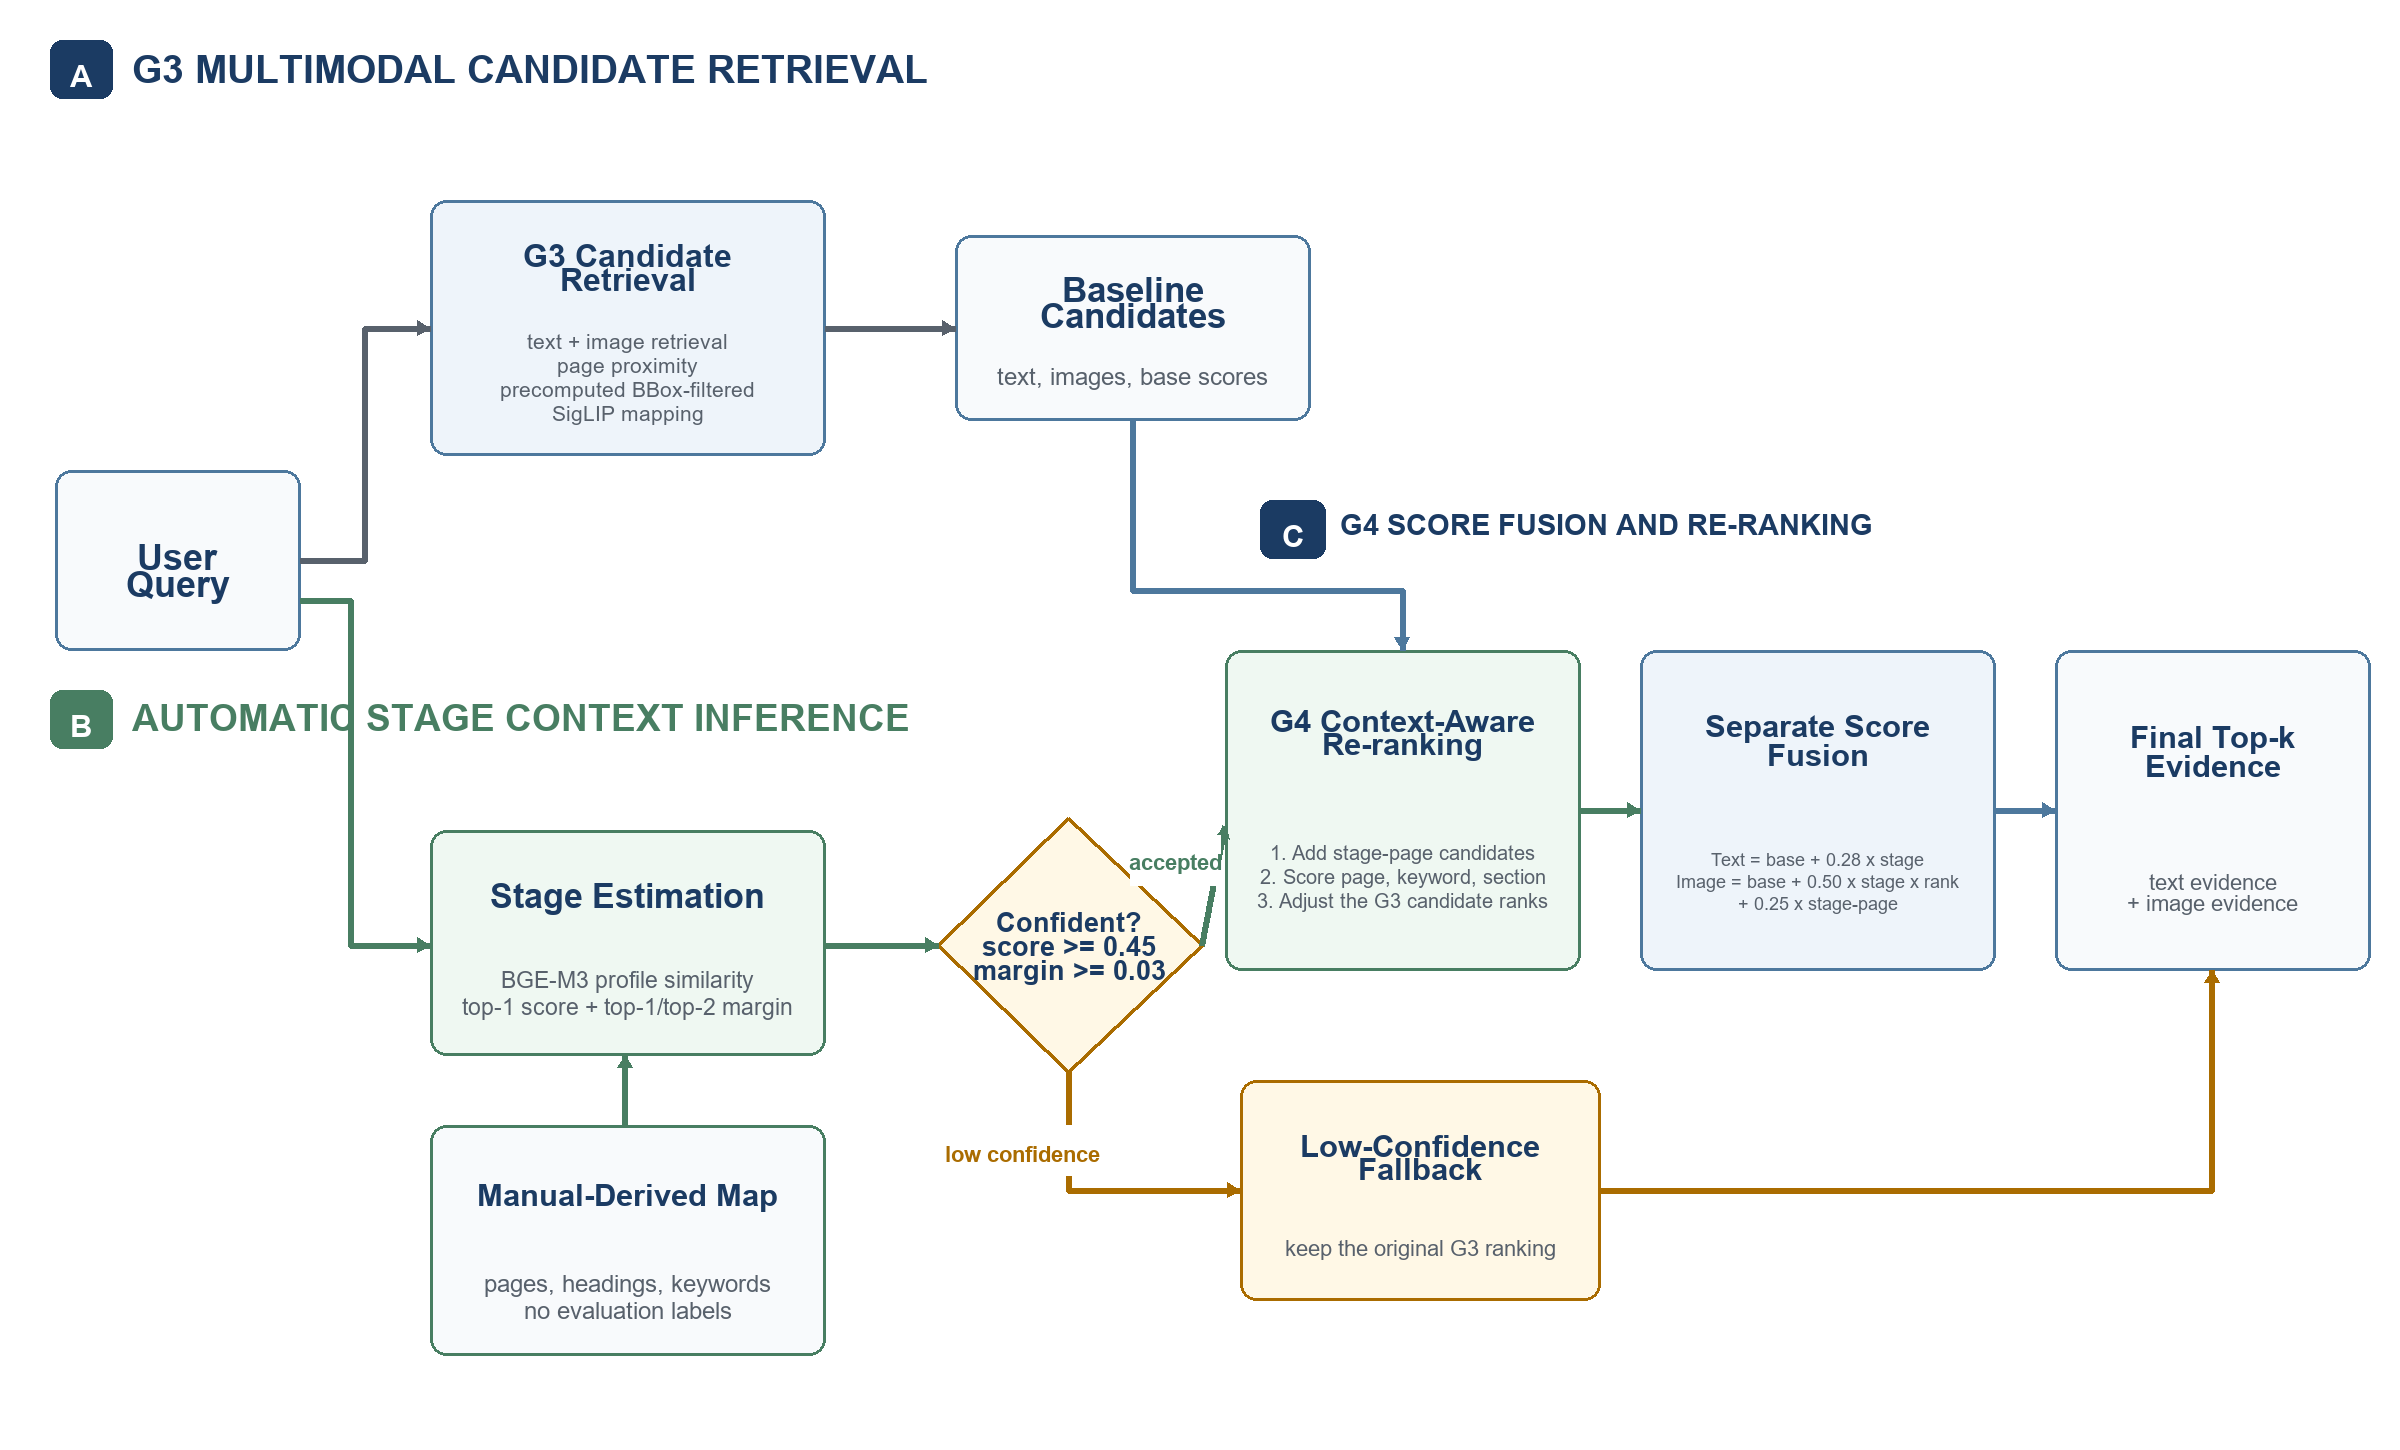 A
G3 MULTIMODAL CANDIDATE RETRIEVAL
G3 Candidate
Retrieval
text + image retrieval
page proximity
precomputed BBox-filtered
SigLIP mapping
Baseline
Candidates
text, images, base scores
User
Query
C
G4 SCORE FUSION AND RE-RANKING
B
AUTOMATIC STAGE CONTEXT INFERENCE
Stage Estimation
BGE-M3 profile similarity
top-1 score + top-1/top-2 margin
Manual-Derived Map
pages, headings, keywords
no evaluation labels
Confident?
score >= 0.45
margin >= 0.03
accepted
low confidence
G4 Context-Aware
Re-ranking
1. Add stage-page candidates
2. Score page, keyword, section
3. Adjust the G3 candidate ranks
Separate Score
Fusion
Text = base + 0.28 x stage
Image = base + 0.50 x stage x rank
+ 0.25 x stage-page
Final Top-k
Evidence
text evidence
+ image evidence
Low-Confidence
Fallback
keep the original G3 ranking